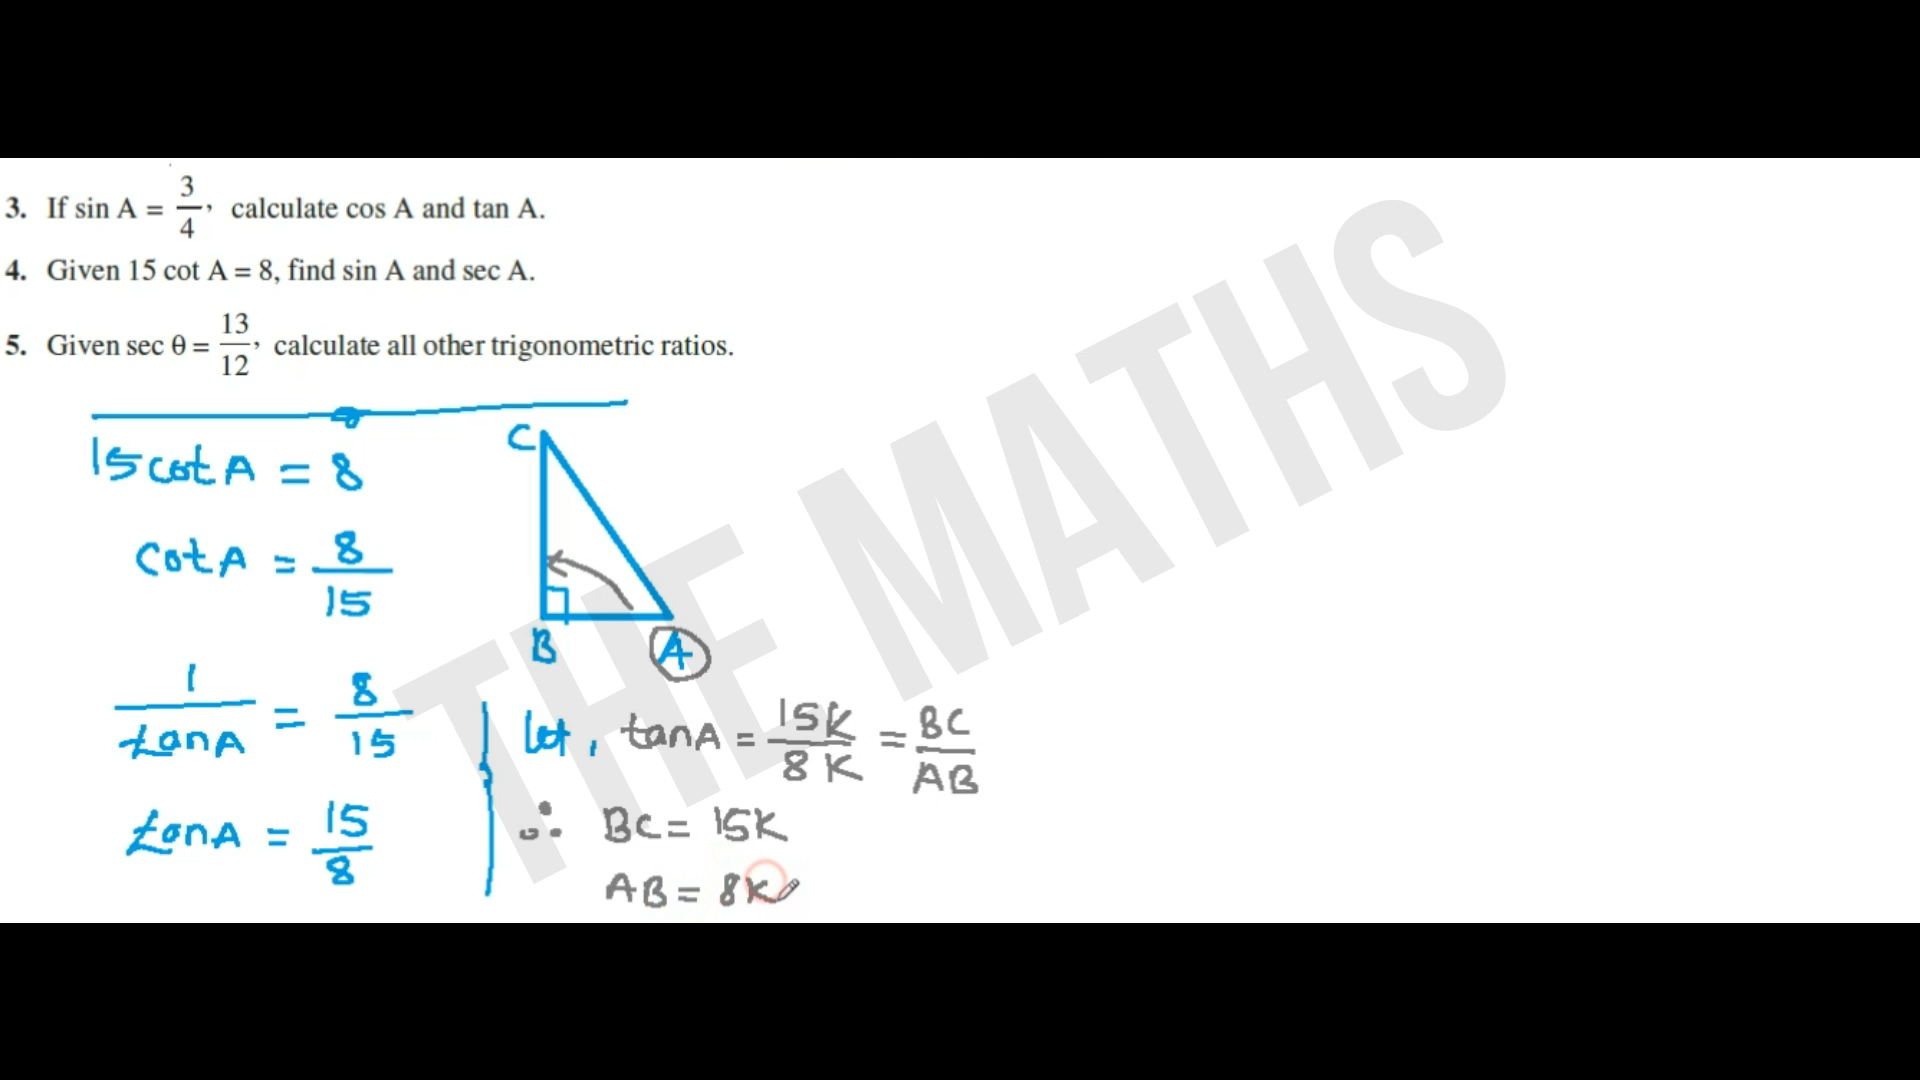 3. If sin A = 3/4, calculate cos A and tan A.
4. Given 15 cot A = 8, find sin A and sec A.
5. Given sec θ = 13/12, calculate all other trigonometric ratios.
15 cot A = 8
cot A = 8/15
1/tan A = 8/15
tan A = 15/8
C
B
A
let, tan A = 15K/8K = BC/AB
∴ BC = 15K
AB = 8K
THE MATHS